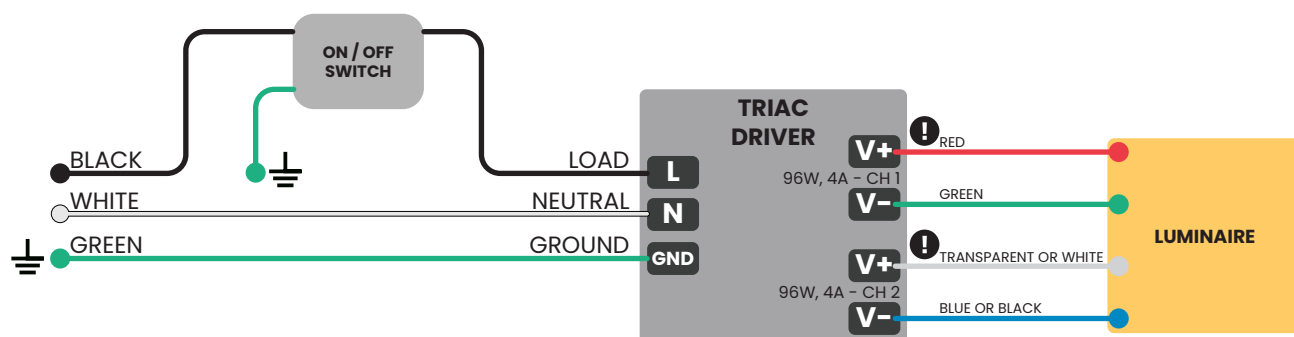 ON / OFF
SWITCH
TRIAC
DRIVER
BLACK
LOAD
L
WHITE
NEUTRAL
N
GREEN
GROUND
GND
V+
!
RED
96W, 4A - CH 1
V-
GREEN
V+
!
TRANSPARENT OR WHITE
96W, 4A - CH 2
V-
BLUE OR BLACK
LUMINAIRE